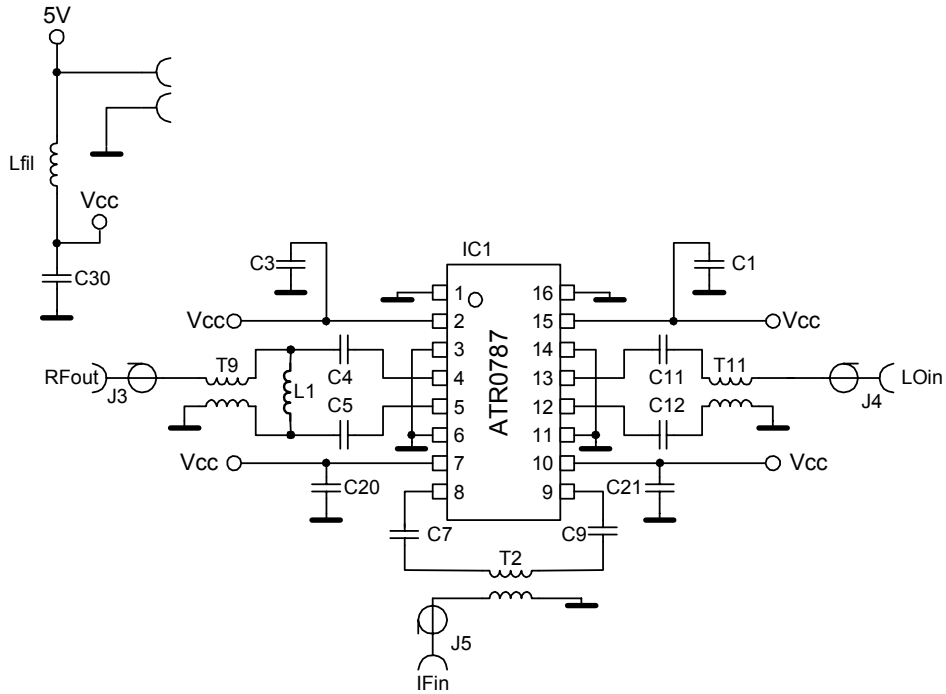 5V
Lfil
Vcc
C30
IC1
C3
C1
1
16
Vcc
2
15
Vcc
3
14
T9
C4
C11
T11
RFout
J3
L1
4
13
J4
LOin
C5
C12
5
12
ATR0787
6
11
Vcc
7
10
Vcc
C20
C21
8
9
C7
C9
T2
J5
IFin